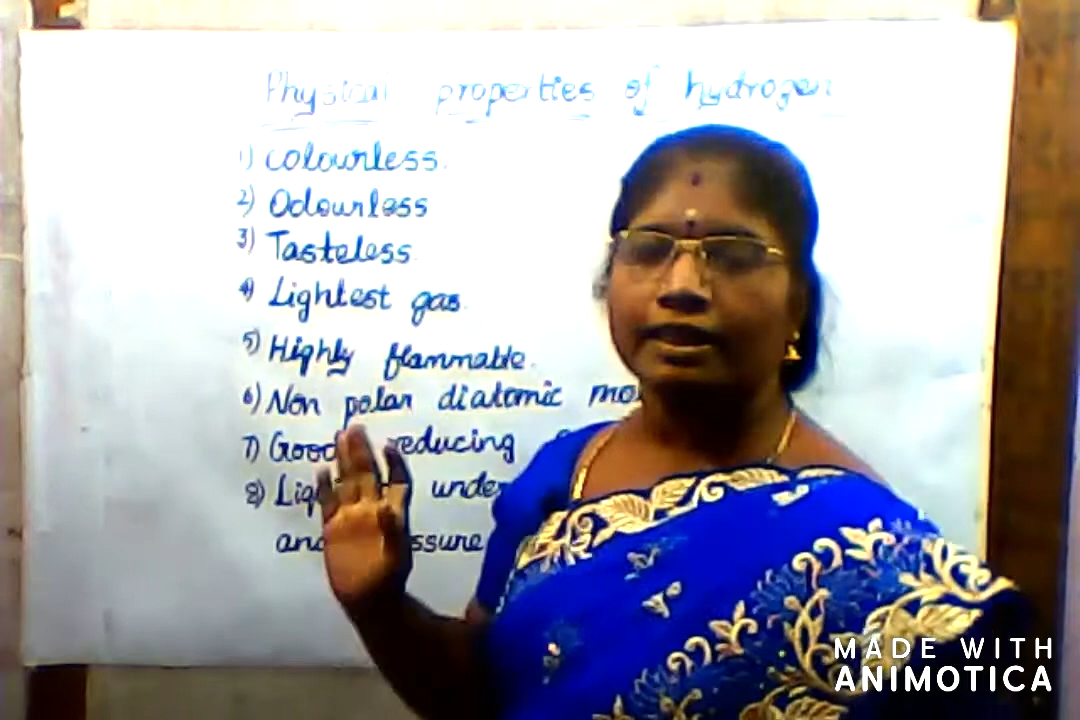 Physical properties of hydrogen
1) Colourless.
2) Odourless
3) Tasteless
4) Lightest gas.
5) Highly flammable.
6) Non polar diatomic
7) Good reducing
8) under
and
MADE WITH
ANIMOTICA